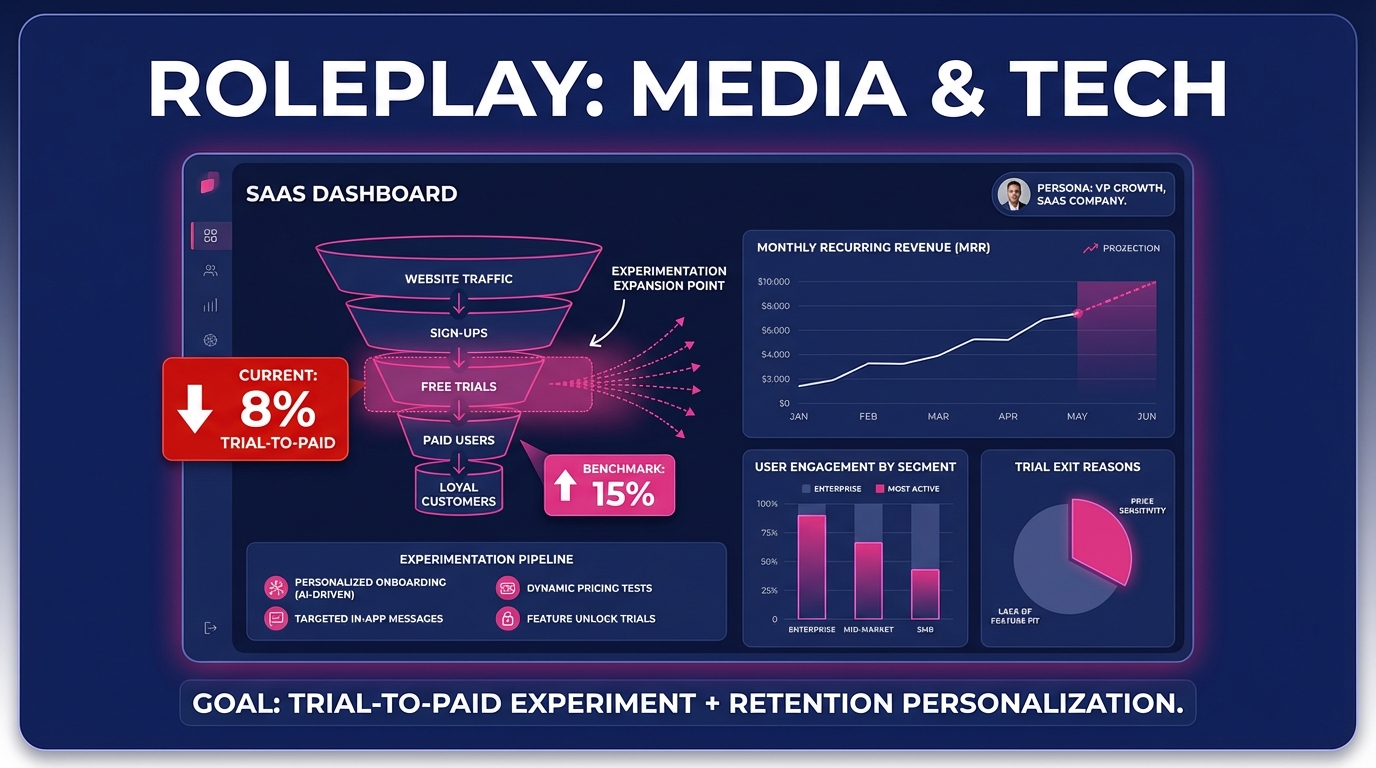 ROLEPLAY: MEDIA & TECH
SAAS DASHBOARD
PERSONA: VP GROWTH,
SAAS COMPANY.
WEBSITE TRAFFIC
SIGN-UPS
FREE TRIALS
PAID USERS
LOYAL
CUSTOMERS
EXPERIMENTATION
EXPANSION POINT
CURRENT:
8%
TRIAL-TO-PAID
BENCHMARK:
15%
EXPERIMENTATION PIPELINE
PERSONALIZED ONBOARDING
(AI-DRIVEN)
DYNAMIC PRICING TESTS
TARGETED IN-APP MESSAGES
FEATURE UNLOCK TRIALS
MONTHLY RECURRING REVENUE (MRR)
PROZECTION
$10:000
$8:000
$6:000
$4.000
$3.000
$0
JAN
FEB
MAR
APR
MAY
JUN
USER ENGAGEMENT BY SEGMENT
ENTERPRISE
MOST ACTIVE
100%
75%
50%
25%
0
ENTERPRISE
MID-MARKET
SMB
TRIAL EXIT REASONS
PRICE
SENSITIVITY
LACA OF
FEATURE PIT
GOAL: TRIAL-TO-PAID EXPERIMENT + RETENTION PERSONALIZATION.